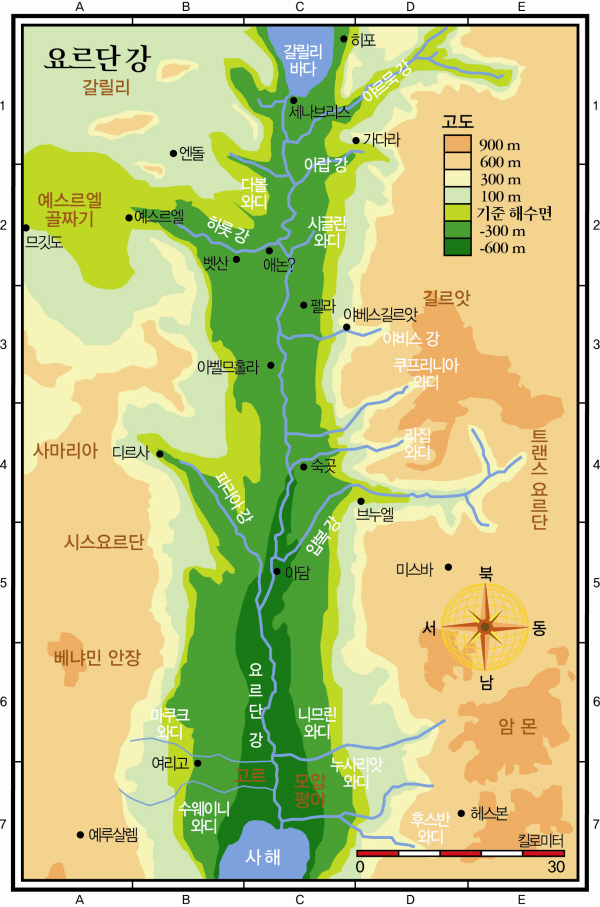 A B C D E
요르단 강
갈릴리
갈릴리
바다
히포
야르묵 강
세나브리스
가다라
엔돌
이랍 강
다볼
와디
예스르엘
골짜기
예스르엘
므깃도
하롯 강
시글란
와디
벳산
애논?
고도
900 m
600 m
300 m
100 m
기준 해수면
-300 m
-600 m
길르앗
펠라
야베스길르앗
야비스 강
쿠프리니아
와디
아벨므홀라
사마리아
디르사
라집
와디
숙곳
트랜스 요르단
파리아 강
얍복 강
브누엘
시스요르단
아담
미스바
북
서
동
남
베냐민 안장
요르단 강
마쿠크
와디
니므린
와디
암 몬
여리고
고르
모압
평야
누사리얏
와디
수웨이니
와디
후스반
와디
헤스본
예루살렘
사해
킬로미터
0 30
1
2
3
4
5
6
7
1
2
3
4
5
6
7
A B C D E